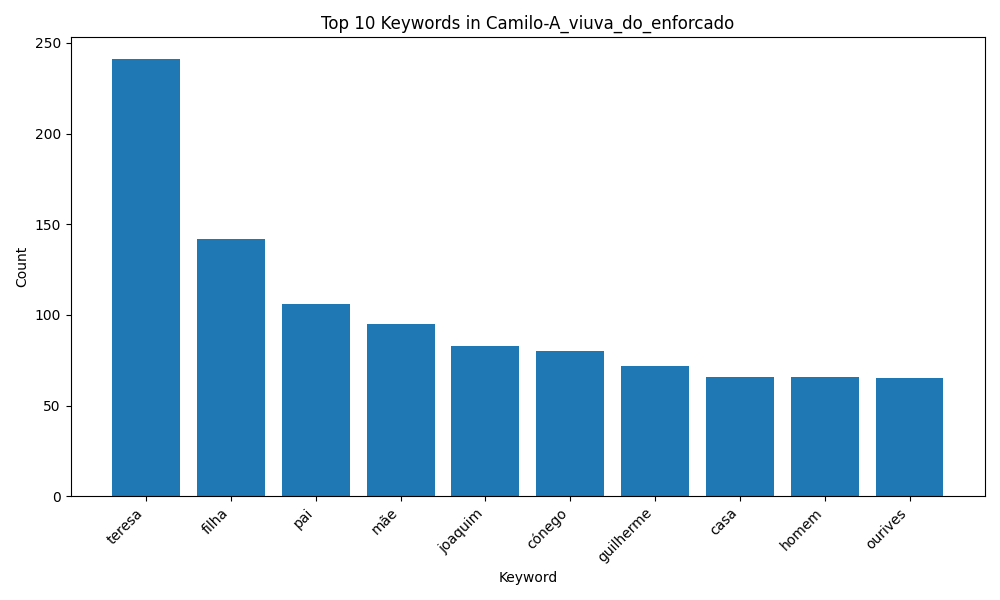 Top 10 Keywords in Camilo-A_viuva_do_enforcado
250
200
150
100
50
0
Count
teresa
filha
pai
mãe
joaquim
cónego
guilherme
casa
homem
ourives
Keyword